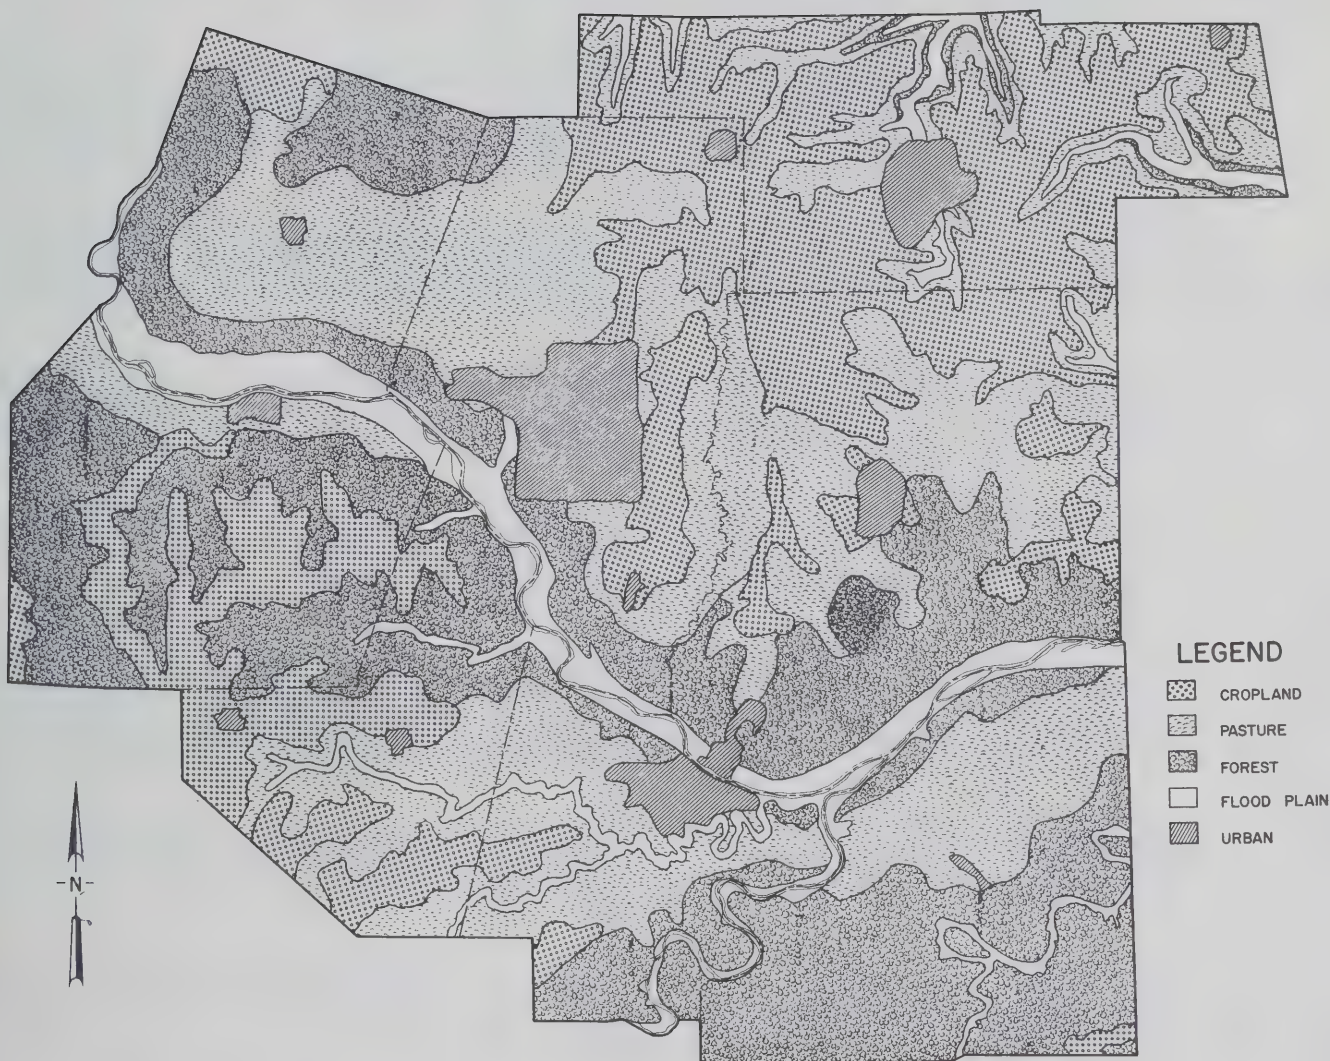 LEGEND
CROPLAND
PASTURE
FOREST
FLOOD PLAIN
URBAN
-N-